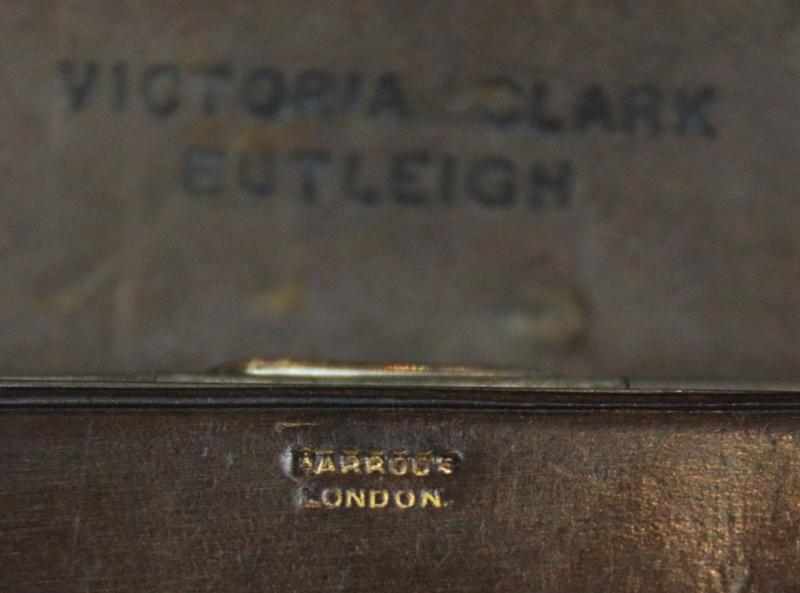 VICTORIA CLARK
BUTLEIGH
HARRODS
LONDON.